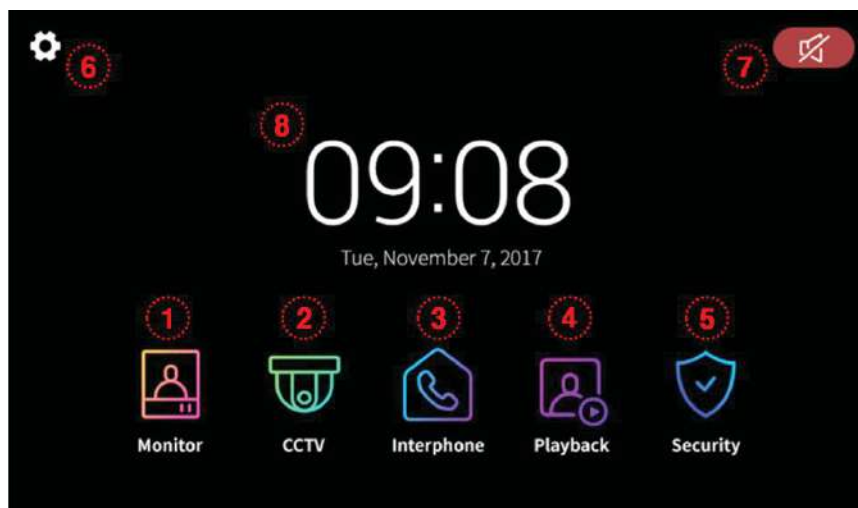 6
7
8
09:08
Tue, November 7, 2017
1 2 3 4 5
Monitor CCTV Interphone Playback Security